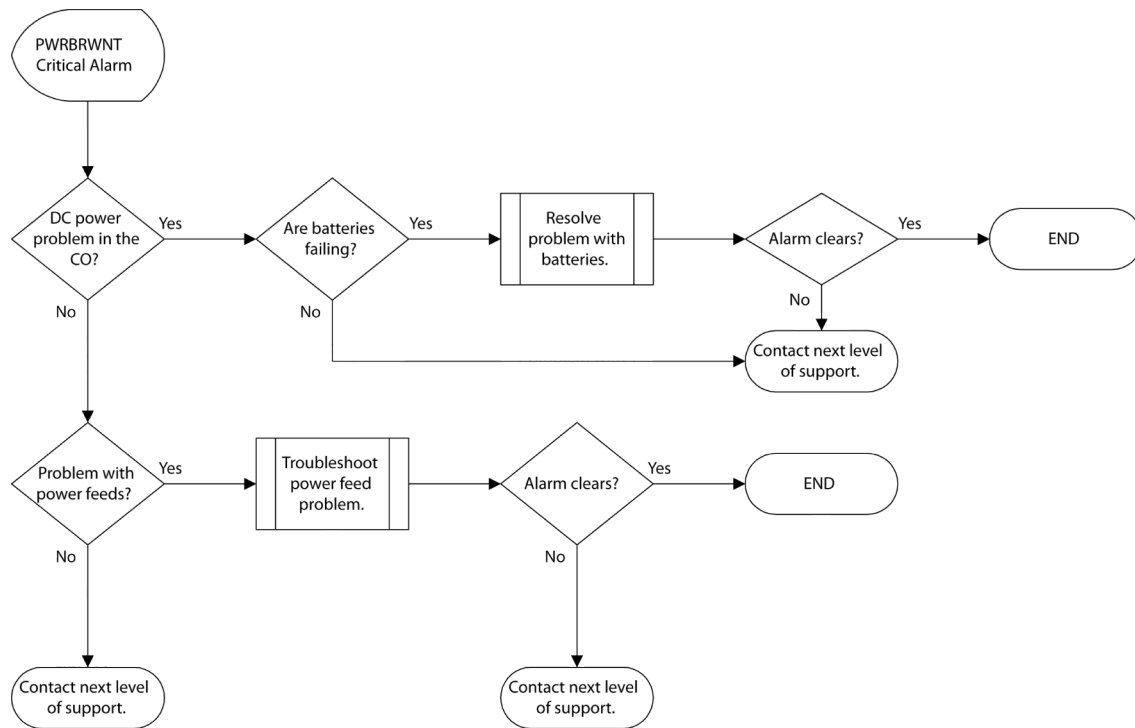 PWRBRWNT
Critical Alarm
DC power
problem in the
CO?
Yes
No
Are batteries
failing?
Yes
No
Resolve
problem with
batteries.
Alarm clears?
Yes
No
END
Contact next level
of support.
Problem with
power feeds?
Yes
No
Troubleshoot
power feed
problem.
Alarm clears?
Yes
No
END
Contact next level
of support.
Contact next level
of support.